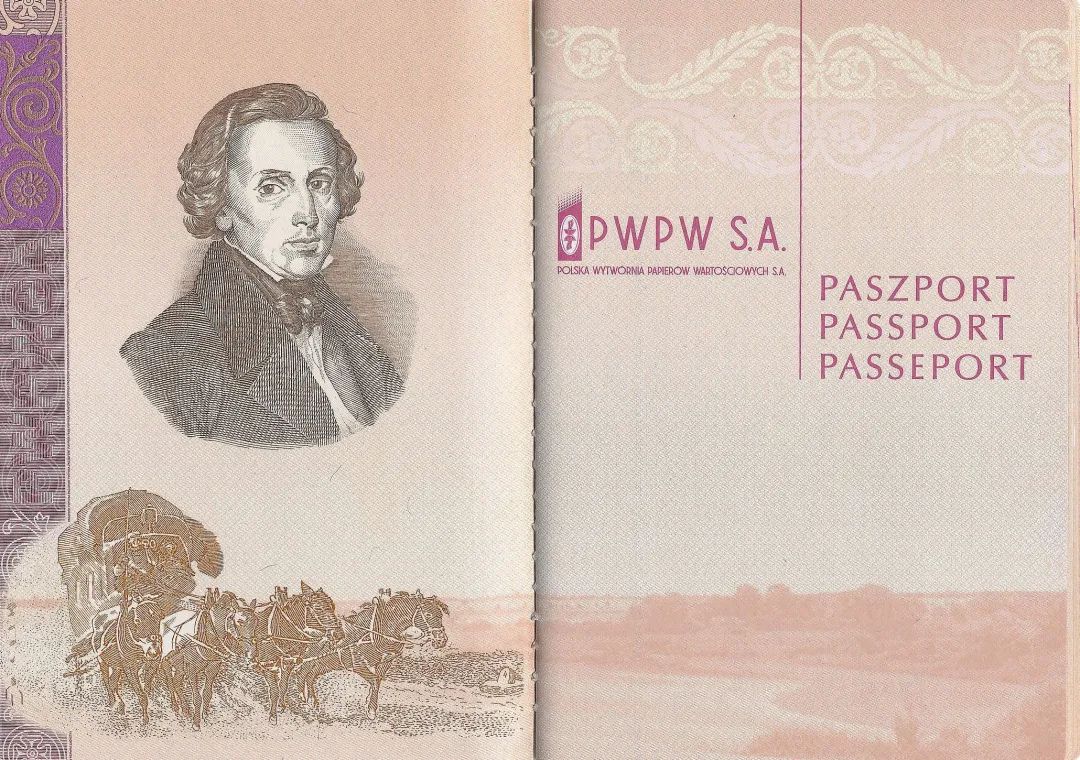 PWPW S.A.
POLSKA WYTWÓRNIA PAPIERÓW WARTOŚCIOWYCH S.A.
PASZPORT
PASSPORT
PASSEPORT